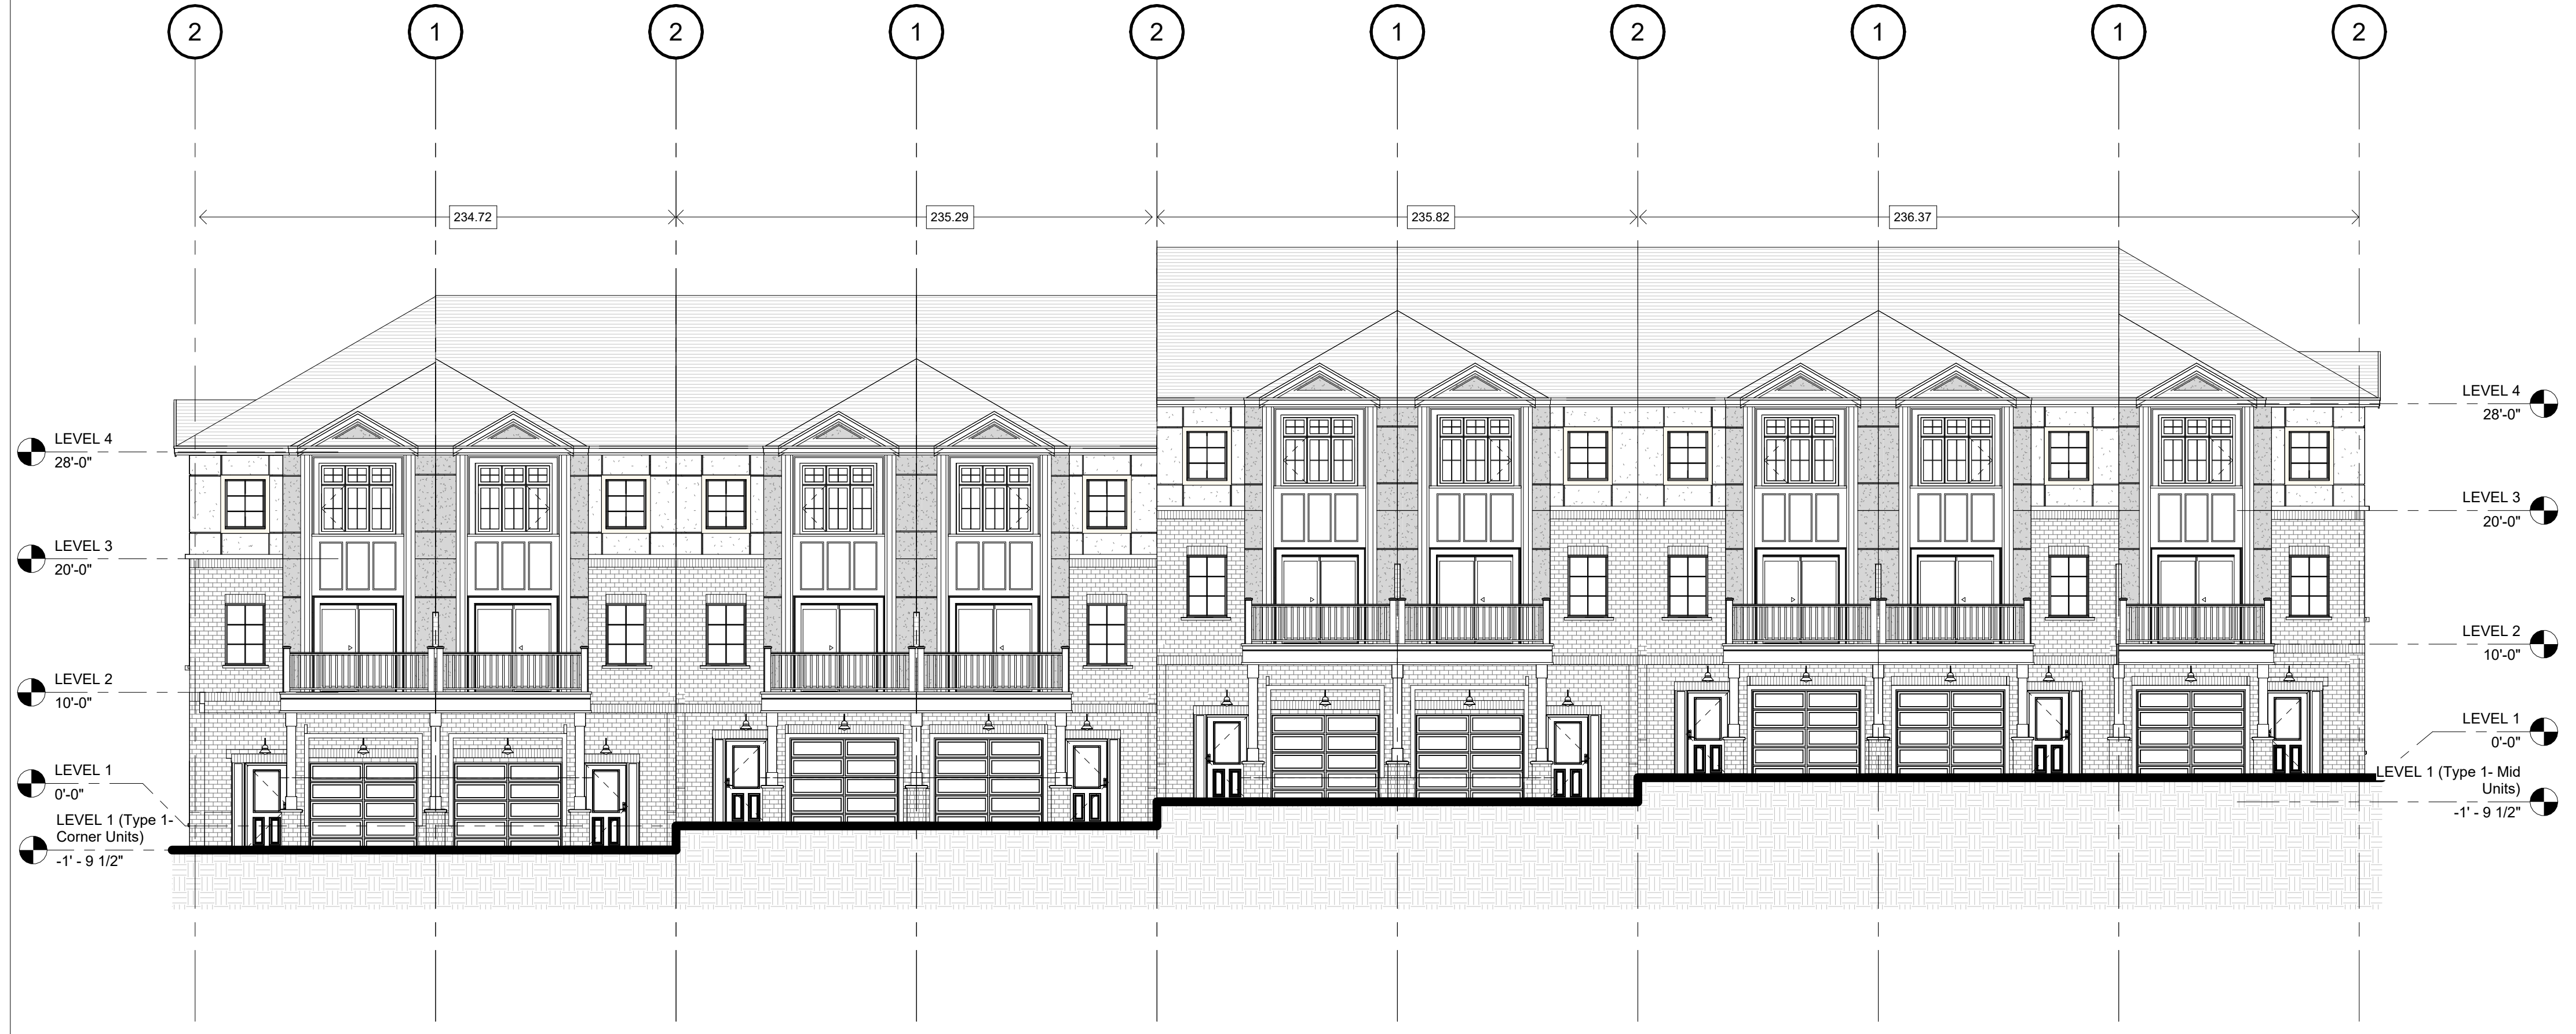 2 1 2 1 2 1 2 1 1 2
234.72 235.29 235.82 236.37
LEVEL 4
28'-0"
LEVEL 3
20'-0"
LEVEL 2
10'-0"
LEVEL 1
0'-0"
LEVEL 1 (Type 1-
Corner Units)
-1' - 9 1/2"
LEVEL 4
28'-0"
LEVEL 3
20'-0"
LEVEL 2
10'-0"
LEVEL 1
0'-0"
LEVEL 1 (Type 1- Mid
Units)
-1' - 9 1/2"